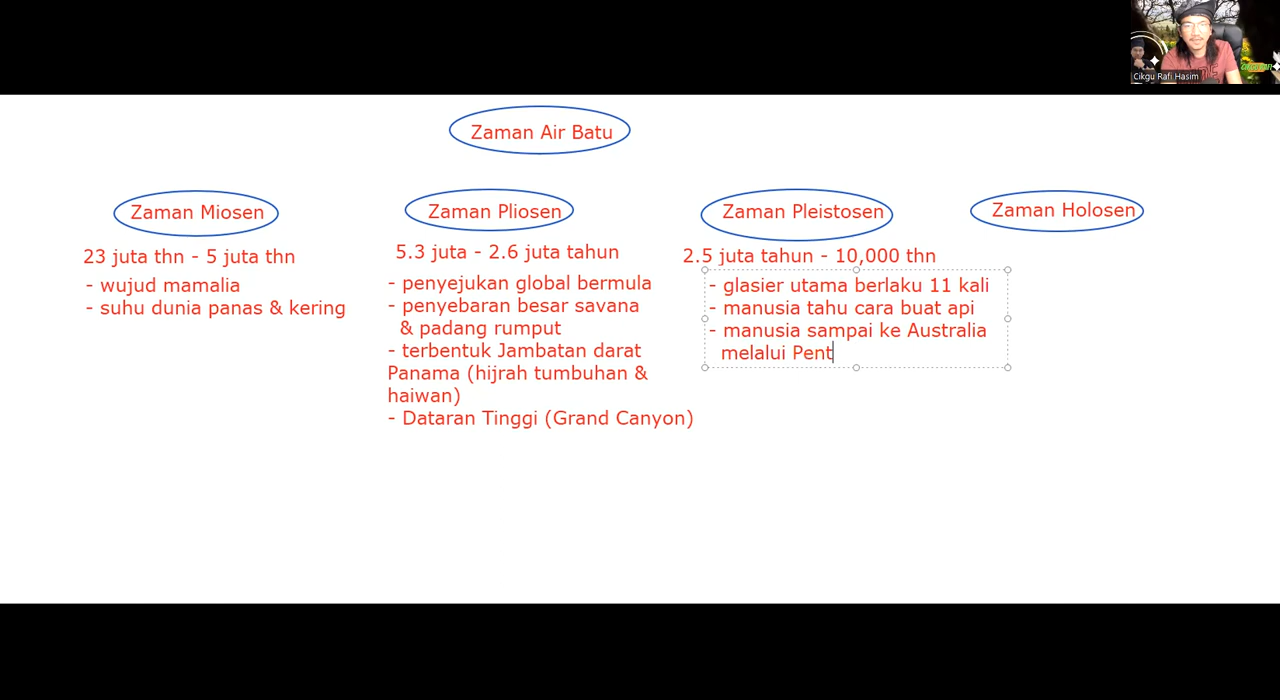 Cikgu Rafi Hasim
Zaman Air Batu
Zaman Miosen
23 juta thn - 5 juta thn
- wujud mamalia
- suhu dunia panas & kering
Zaman Pliosen
5.3 juta - 2.6 juta tahun
- penyejukan global bermula
- penyebaran besar savana
& padang rumput
- terbentuk Jambatan darat
Panama (hijrah tumbuhan &
haiwan)
- Dataran Tinggi (Grand Canyon)
Zaman Pleistosen
2.5 juta tahun - 10,000 thn
- glasier utama berlaku 11 kali
- manusia tahu cara buat api
- manusia sampai ke Australia
melalui Pent
Zaman Holosen